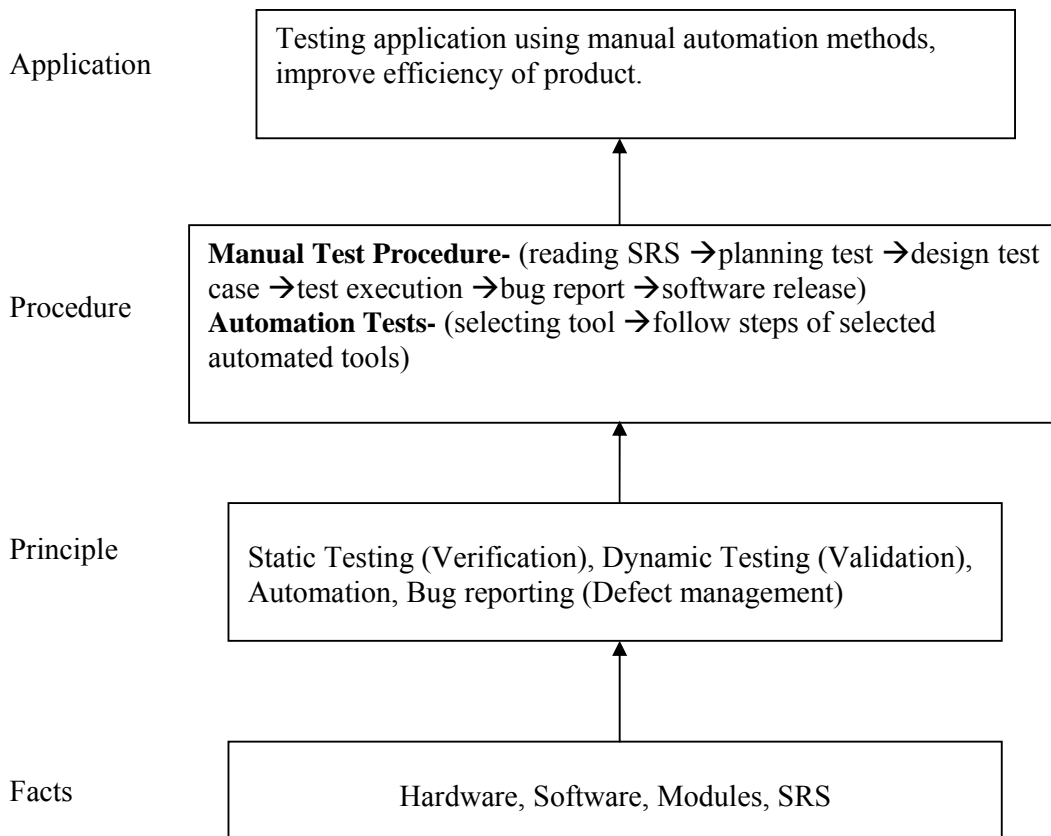 Application
Testing application using manual automation methods,
improve efficiency of product.
Procedure
Manual Test Procedure- (reading SRS →planning test →design test
case →test execution →bug report →software release)
Automation Tests- (selecting tool →follow steps of selected
automated tools)
Principle
Static Testing (Verification), Dynamic Testing (Validation),
Automation, Bug reporting (Defect management)
Facts
Hardware, Software, Modules, SRS